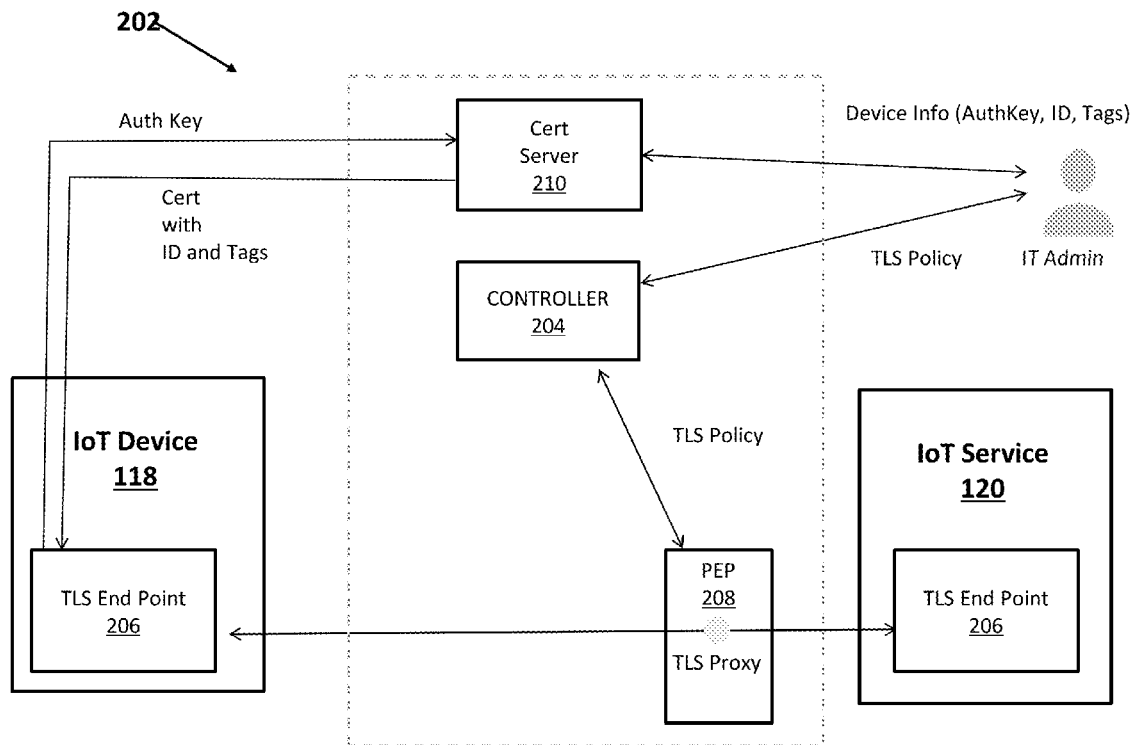 202
Auth Key
Cert
Server
210
Device Info (AuthKey, ID, Tags)
Cert
with
ID and Tags
TLS Policy
IT Admin
CONTROLLER
204
IoT Device
118
TLS Policy
IoT Service
120
TLS End Point
206
PEP
208
TLS Proxy
TLS End Point
206